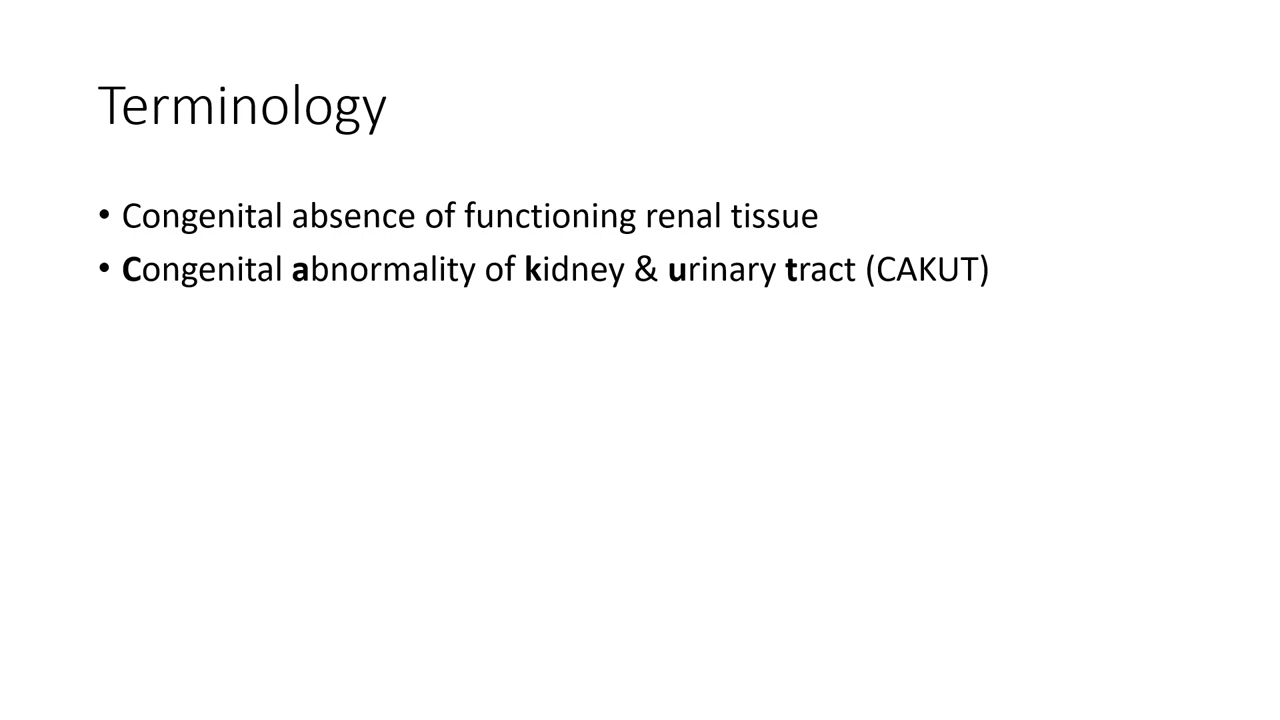 Terminology
• Congenital absence of functioning renal tissue
• Congenital abnormality of kidney & urinary tract (CAKUT)